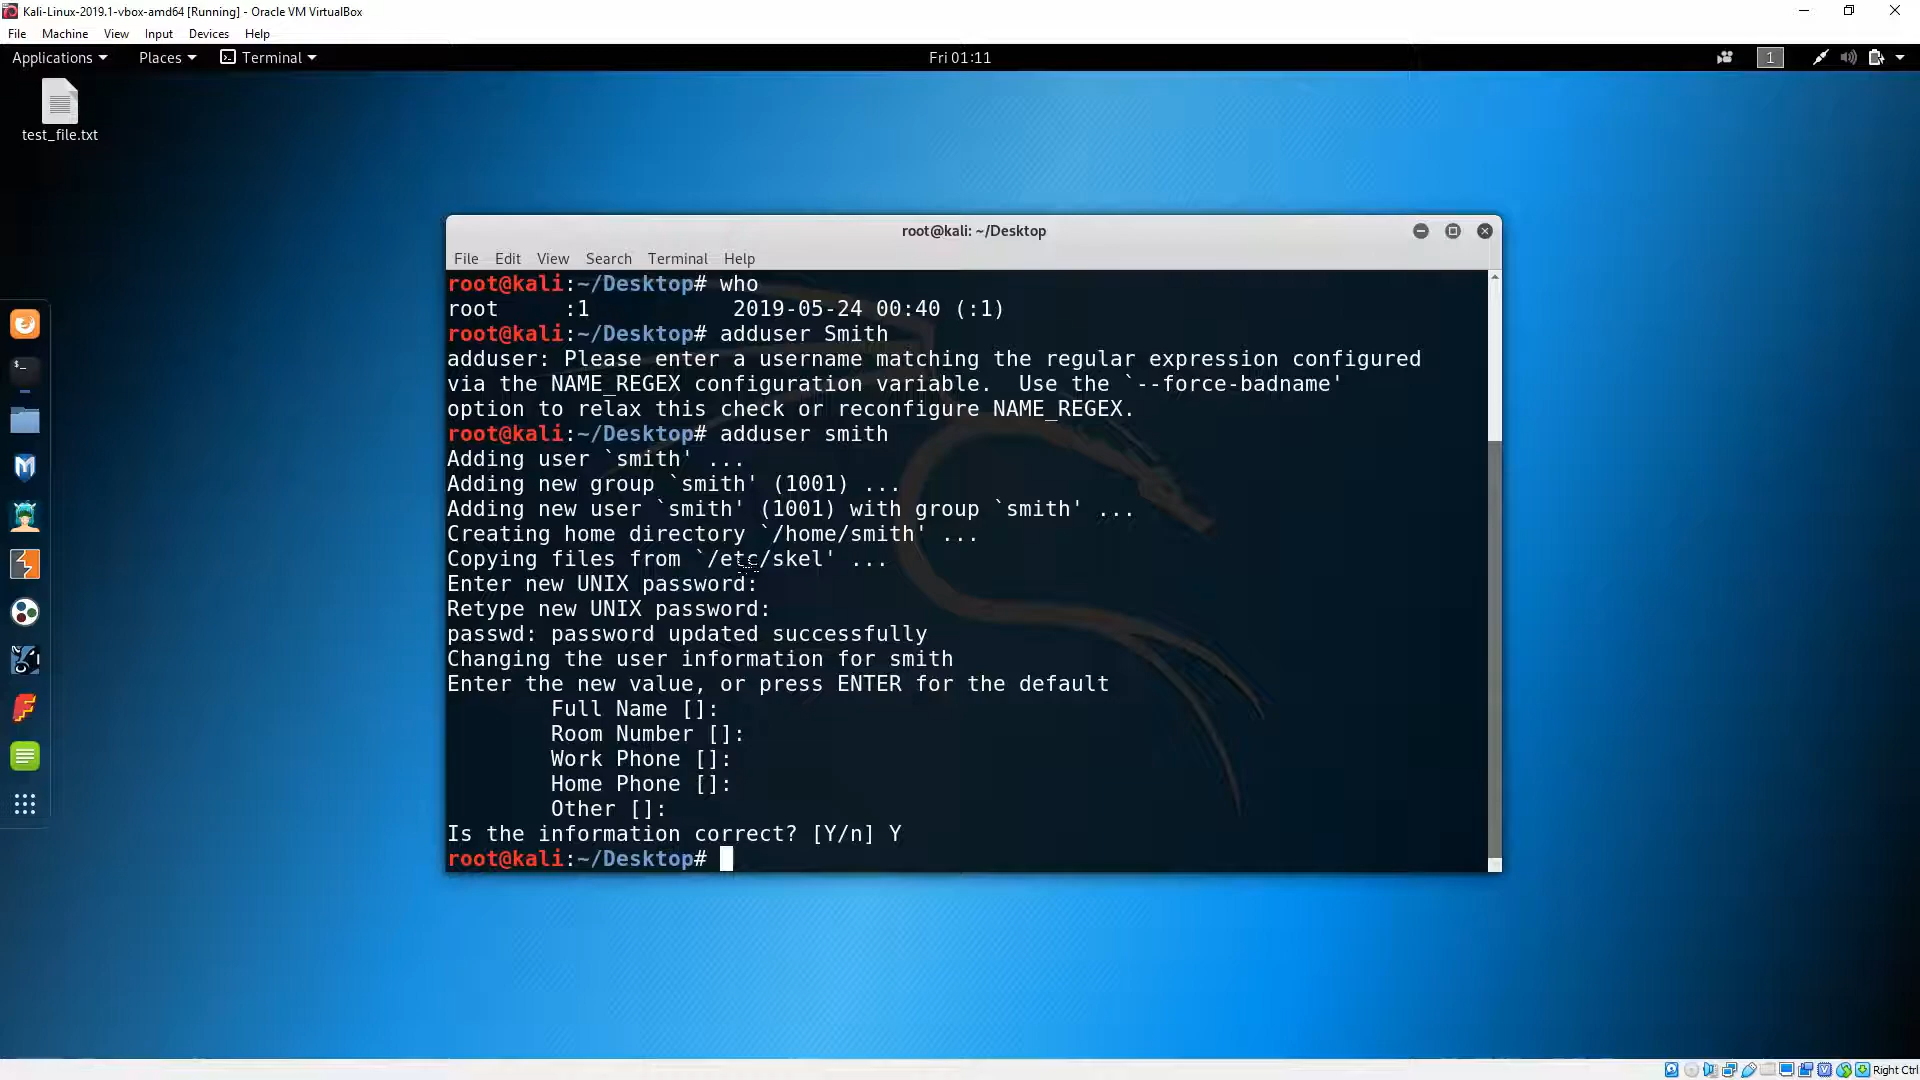 Kali-Linux-2019.1-vbox-amd64 [Running] - Oracle VM VirtualBox
File Machine View Input Devices Help
Applications Places Terminal Fri 01:11 1
test_file.txt
root@kali: ~/Desktop
File Edit View Search Terminal Help
root@kali:~/Desktop# who
root     :1           2019-05-24 00:40 (:1)
root@kali:~/Desktop# adduser Smith
adduser: Please enter a username matching the regular expression configured
via the NAME_REGEX configuration variable.  Use the `--force-badname'
option to relax this check or reconfigure NAME_REGEX.
root@kali:~/Desktop# adduser smith
Adding user `smith' ...
Adding new group `smith' (1001) ...
Adding new user `smith' (1001) with group `smith' ...
Creating home directory `/home/smith' ...
Copying files from `/etc/skel' ...
Enter new UNIX password:
Retype new UNIX password:
passwd: password updated successfully
Changing the user information for smith
Enter the new value, or press ENTER for the default
Full Name []:
Room Number []:
Work Phone []:
Home Phone []:
Other []:
Is the information correct? [Y/n] Y
root@kali:~/Desktop#
Right Ctrl